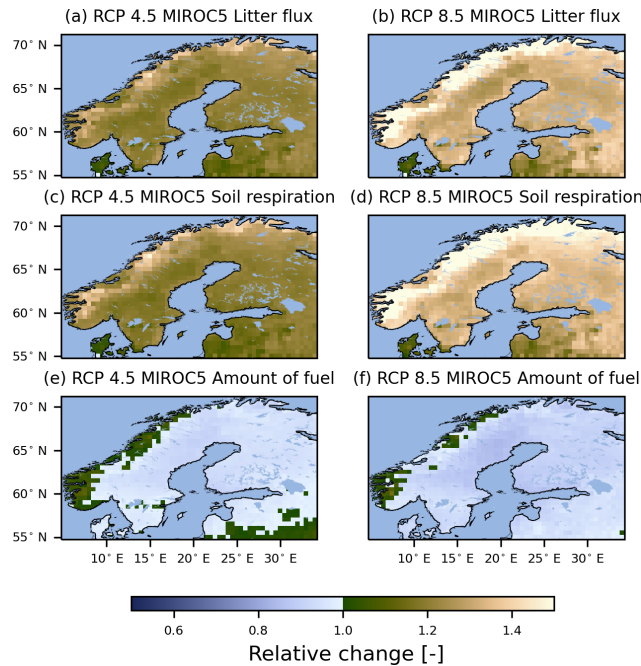 (a) RCP 4.5 MIROC5 Litter flux
(b) RCP 8.5 MIROC5 Litter flux
70° N
65° N
60° N
55° N
(c) RCP 4.5 MIROC5 Soil respiration
(d) RCP 8.5 MIROC5 Soil respiration
70° N
65° N
60° N
55° N
(e) RCP 4.5 MIROC5 Amount of fuel
(f) RCP 8.5 MIROC5 Amount of fuel
70° N
65° N
60° N
55° N
10° E 15° E 20° E 25° E 30° E
10° E 15° E 20° E 25° E 30° E
0.6 0.8 1.0 1.2 1.4
Relative change [-]